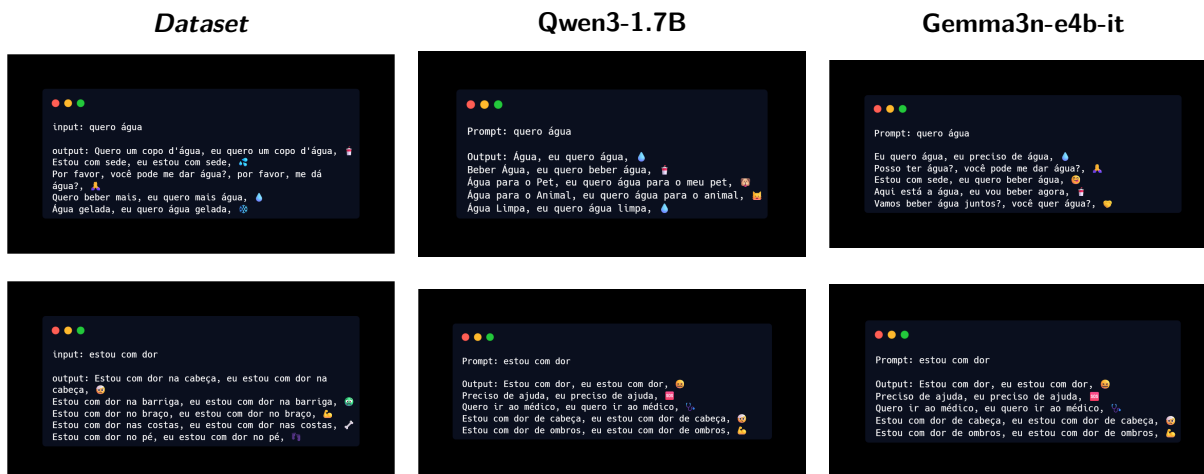 Dataset
Qwen3-1.7B
Gemma3n-e4b-it
input: quero água
output: Quero um copo d'água, eu quero um copo d'água, 🥤
Estou com sede, eu estou com sede, 💦
Por favor, você pode me dar água?, por favor, me dá
água?, 🙏
Quero beber mais, eu quero mais água, 💧
Água gelada, eu quero água gelada, ❄️
Prompt: quero água
Output: Água, eu quero água, 💧
Beber Água, eu quero beber água, 🥤
Água para o Pet, eu quero água para o meu pet, 🐶
Água para o Animal, eu quero água para o animal, 🐱
Água Limpa, eu quero água limpa, 💧
Prompt: quero água
Eu quero água, eu preciso de água, 💧
Posso ter água?, você pode me dar água?, 🙏
Estou com sede, eu quero beber água, 🥵
Aqui está a água, eu vou beber agora, 🥤
Vamos beber água juntos?, você quer água?, 🤝
input: estou com dor
output: Estou com dor na cabeça, eu estou com dor na
cabeça, 🤕
Estou com dor na barriga, eu estou com dor na barriga, 🤢
Estou com dor no braço, eu estou com dor no braço, 💪
Estou com dor nas costas, eu estou com dor nas costas, 🦴
Estou com dor no pé, eu estou com dor no pé, 👣
Prompt: estou com dor
Output: Estou com dor, eu estou com dor, 😖
Preciso de ajuda, eu preciso de ajuda, 🆘
Quero ir ao médico, eu quero ir ao médico, 🩺
Estou com dor de cabeça, eu estou com dor de cabeça, 🤕
Estou com dor de ombros, eu estou com dor de ombros, 💪
Prompt: estou com dor
Output: Estou com dor, eu estou com dor, 😖
Preciso de ajuda, eu preciso de ajuda, 🆘
Quero ir ao médico, eu quero ir ao médico, 🩺
Estou com dor de cabeça, eu estou com dor de cabeça, 🤕
Estou com dor de ombros, eu estou com dor de ombros, 💪